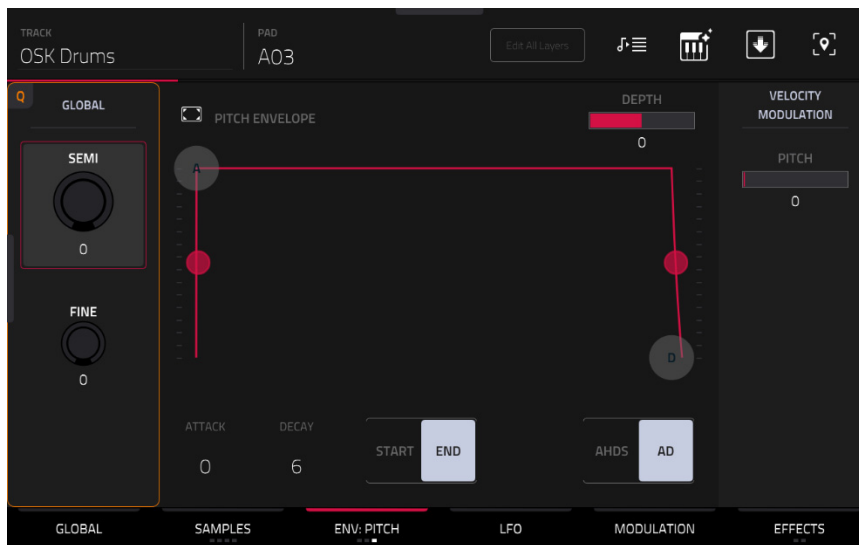 TRACK
OSK Drums
PAD
A03
Edit All Layers
Q
GLOBAL
SEMI
0
FINE
0
PITCH ENVELOPE
DEPTH
0
A
D
ATTACK
0
DECAY
6
START END
AHDS AD
VELOCITY
MODULATION
PITCH
0
GLOBAL SAMPLES ENV: PITCH LFO MODULATION EFFECTS